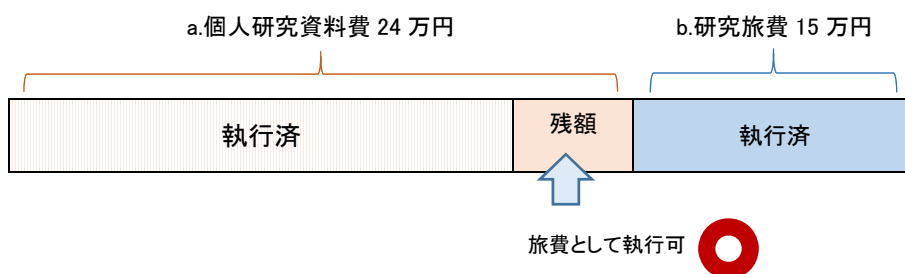 a.個人研究資料費 24 万円
b.研究旅費 15 万円
執行済
残額
執行済
旅費として執行可